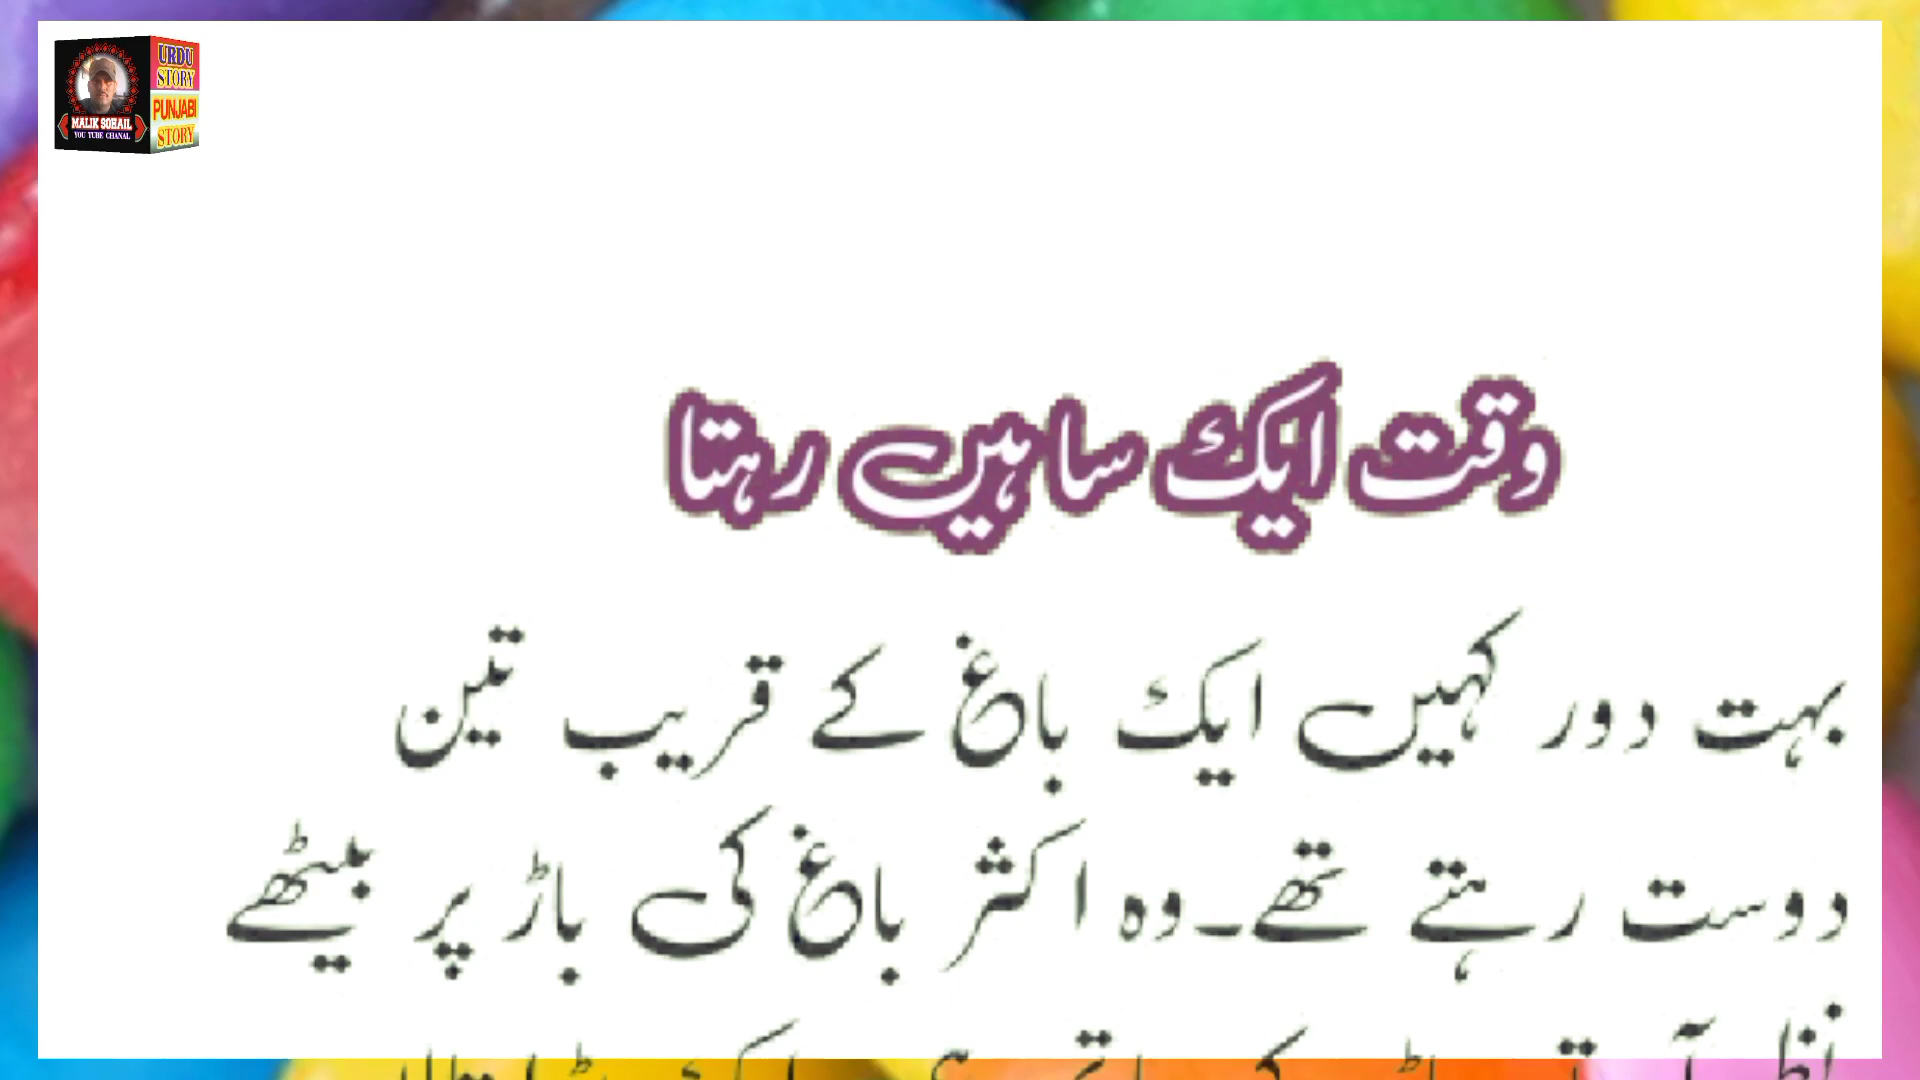 URDU
STORY
PUNJABI
STORY
MALIK SOHAIL
YOU TUBE CHANAL
وقت ایک سا نہیں رہتا
بہت دور کہیں ایک باغ کے قریب تین
دوست رہتے تھے۔وہ اکثر باغ کی باڑ پر بیٹھے